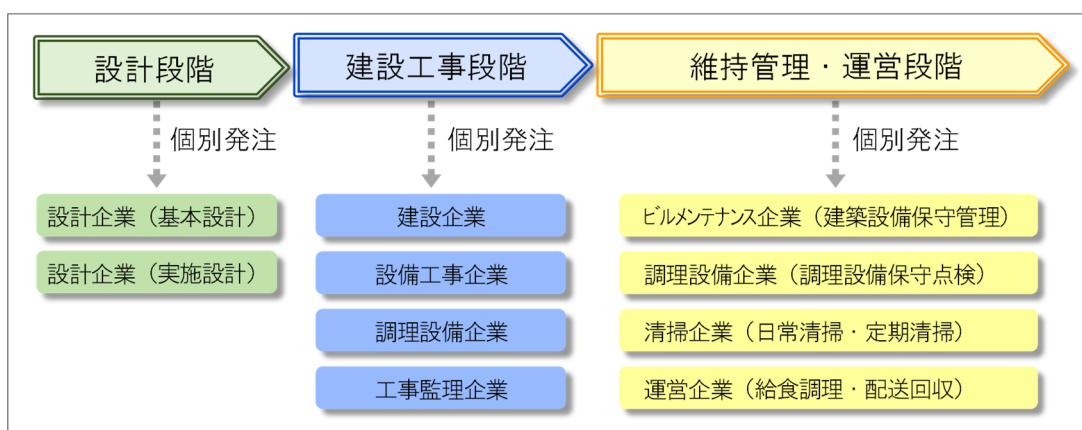 設計段階
建設工事段階
維持管理・運営段階
個別発注
個別発注
個別発注
設計企業（基本設計）
設計企業（実施設計）
建設企業
設備工事企業
調理設備企業
工事監理企業
ﾋﾞﾙﾒﾝﾃﾅﾝｽ企業（建築設備保守管理）
調理設備企業（調理設備保守点検）
清掃企業（日常清掃・定期清掃）
運営企業（給食調理・配送回収）